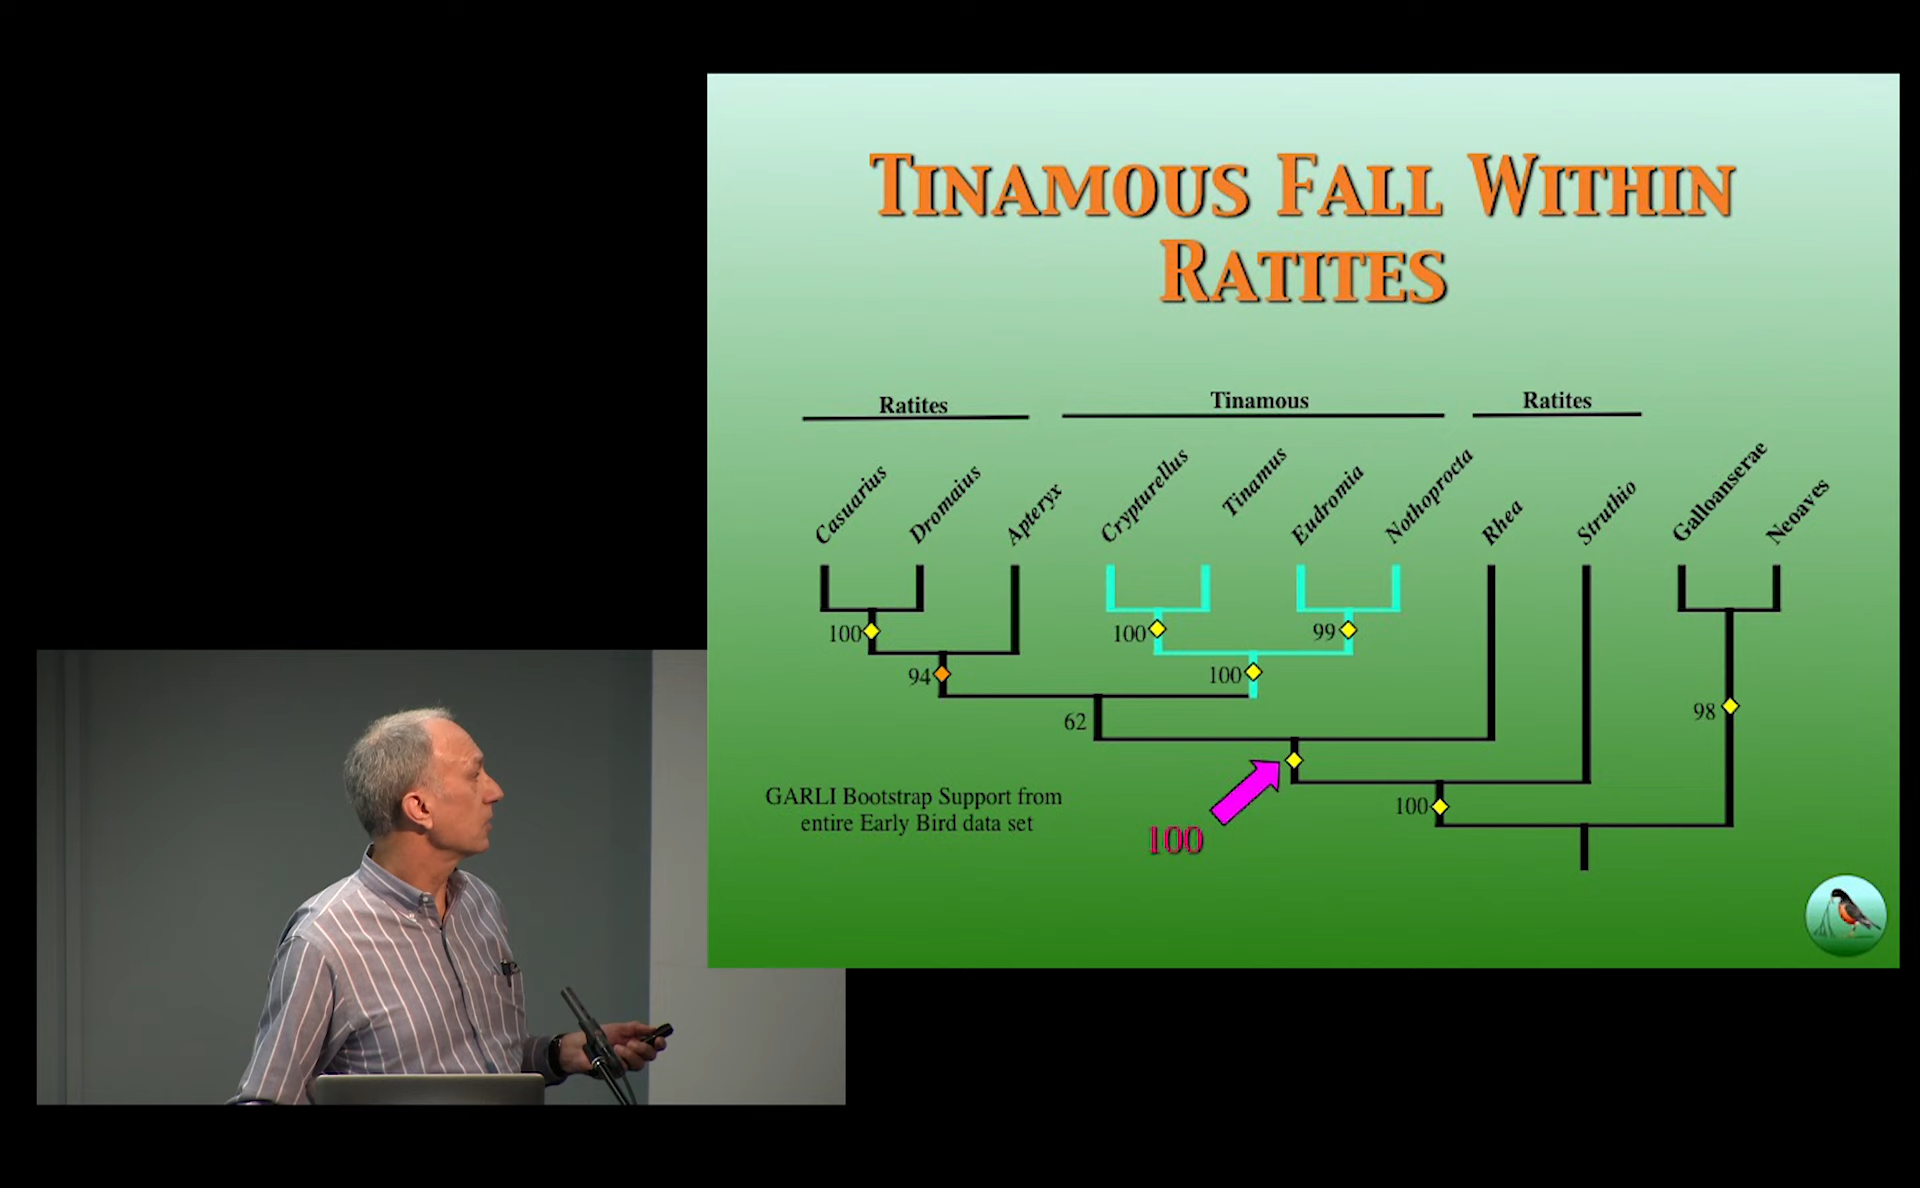 TINAMOUS FALL WITHIN
RATITES
Ratites
Tinamous
Ratites
Casuarius
Dromaius
Apteryx
Crypturellus
Tinamus
Eudromia
Nothoprocta
Rhea
Struthio
Galloanserae
Neoaves
100
100
99
94
100
62
98
100
GARLI Bootstrap Support from
entire Early Bird data set
100